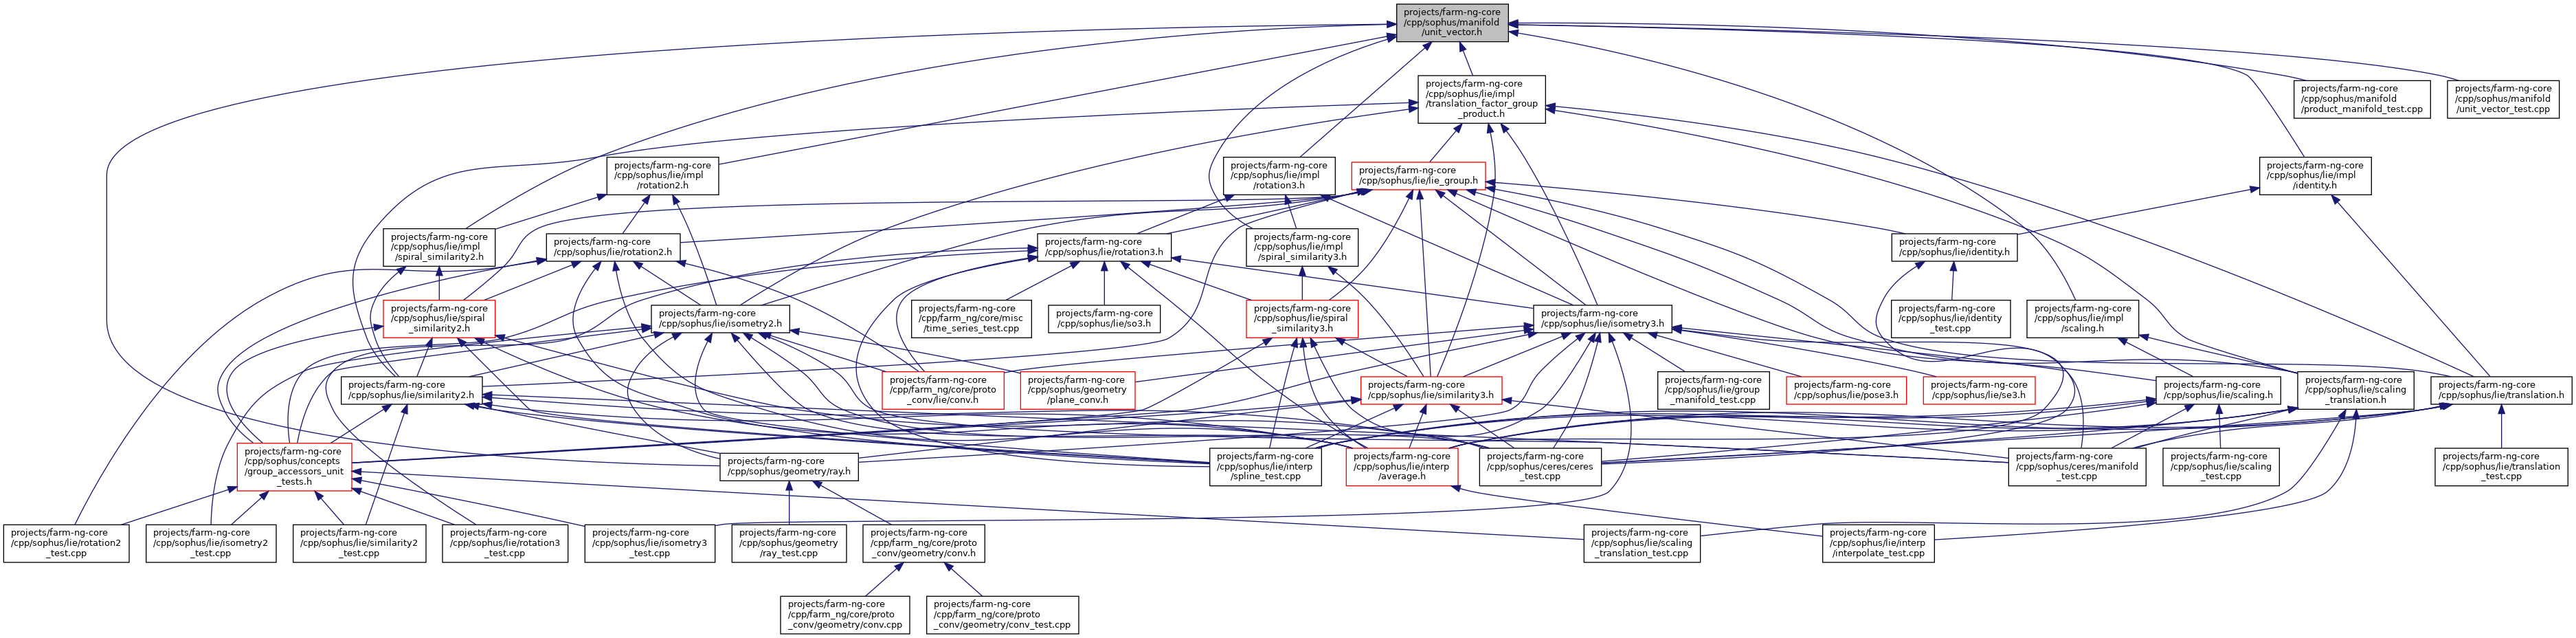 projects/farm-ng-core
/cpp/sophus/manifold
/unit_vector.h
projects/farm-ng-core
/cpp/sophus/lie/impl
/translation_factor_group
_product.h
projects/farm-ng-core
/cpp/sophus/manifold
/product_manifold_test.cpp
projects/farm-ng-core
/cpp/sophus/manifold
/unit_vector_test.cpp
projects/farm-ng-core
/cpp/sophus/lie/impl
/rotation2.h
projects/farm-ng-core
/cpp/sophus/lie/impl
/rotation3.h
projects/farm-ng-core
/cpp/sophus/lie/lie_group.h
projects/farm-ng-core
/cpp/sophus/lie/impl
/identity.h
projects/farm-ng-core
/cpp/sophus/lie/impl
/spiral_similarity2.h
projects/farm-ng-core
/cpp/sophus/lie/rotation2.h
projects/farm-ng-core
/cpp/sophus/lie/rotation3.h
projects/farm-ng-core
/cpp/sophus/lie/impl
/spiral_similarity3.h
projects/farm-ng-core
/cpp/sophus/lie/identity.h
projects/farm-ng-core
/cpp/sophus/lie/spiral
_similarity2.h
projects/farm-ng-core
/cpp/sophus/lie/isometry2.h
projects/farm-ng-core
/cpp/farm_ng/core/misc
/time_series_test.cpp
projects/farm-ng-core
/cpp/sophus/lie/so3.h
projects/farm-ng-core
/cpp/sophus/lie/spiral
_similarity3.h
projects/farm-ng-core
/cpp/sophus/lie/isometry3.h
projects/farm-ng-core
/cpp/sophus/lie/identity
_test.cpp
projects/farm-ng-core
/cpp/sophus/lie/impl
/scaling.h
projects/farm-ng-core
/cpp/sophus/lie/similarity2.h
projects/farm-ng-core
/cpp/farm_ng/core/proto
_conv/lie/conv.h
projects/farm-ng-core
/cpp/sophus/geometry
/plane_conv.h
projects/farm-ng-core
/cpp/sophus/lie/similarity3.h
projects/farm-ng-core
/cpp/sophus/lie/group
_manifold_test.cpp
projects/farm-ng-core
/cpp/sophus/lie/pose3.h
projects/farm-ng-core
/cpp/sophus/lie/se3.h
projects/farm-ng-core
/cpp/sophus/lie/scaling.h
projects/farm-ng-core
/cpp/sophus/lie/scaling
_translation.h
projects/farm-ng-core
/cpp/sophus/lie/translation.h
projects/farm-ng-core
/cpp/sophus/concepts
/group_accessors_unit
_tests.h
projects/farm-ng-core
/cpp/sophus/geometry/ray.h
projects/farm-ng-core
/cpp/sophus/lie/interp
/spline_test.cpp
projects/farm-ng-core
/cpp/sophus/lie/interp
/average.h
projects/farm-ng-core
/cpp/sophus/ceres/ceres
_test.cpp
projects/farm-ng-core
/cpp/sophus/ceres/manifold
_test.cpp
projects/farm-ng-core
/cpp/sophus/lie/scaling
_test.cpp
projects/farm-ng-core
/cpp/sophus/lie/translation
_test.cpp
projects/farm-ng-core
/cpp/sophus/lie/rotation2
_test.cpp
projects/farm-ng-core
/cpp/sophus/lie/isometry2
_test.cpp
projects/farm-ng-core
/cpp/sophus/lie/similarity2
_test.cpp
projects/farm-ng-core
/cpp/sophus/lie/rotation3
_test.cpp
projects/farm-ng-core
/cpp/sophus/lie/isometry3
_test.cpp
projects/farm-ng-core
/cpp/sophus/geometry
/ray_test.cpp
projects/farm-ng-core
/cpp/farm_ng/core/proto
_conv/geometry/conv.h
projects/farm-ng-core
/cpp/sophus/lie/scaling
_translation_test.cpp
projects/farm-ng-core
/cpp/sophus/lie/interp
/interpolate_test.cpp
projects/farm-ng-core
/cpp/farm_ng/core/proto
_conv/geometry/conv.cpp
projects/farm-ng-core
/cpp/farm_ng/core/proto
_conv/geometry/conv_test.cpp